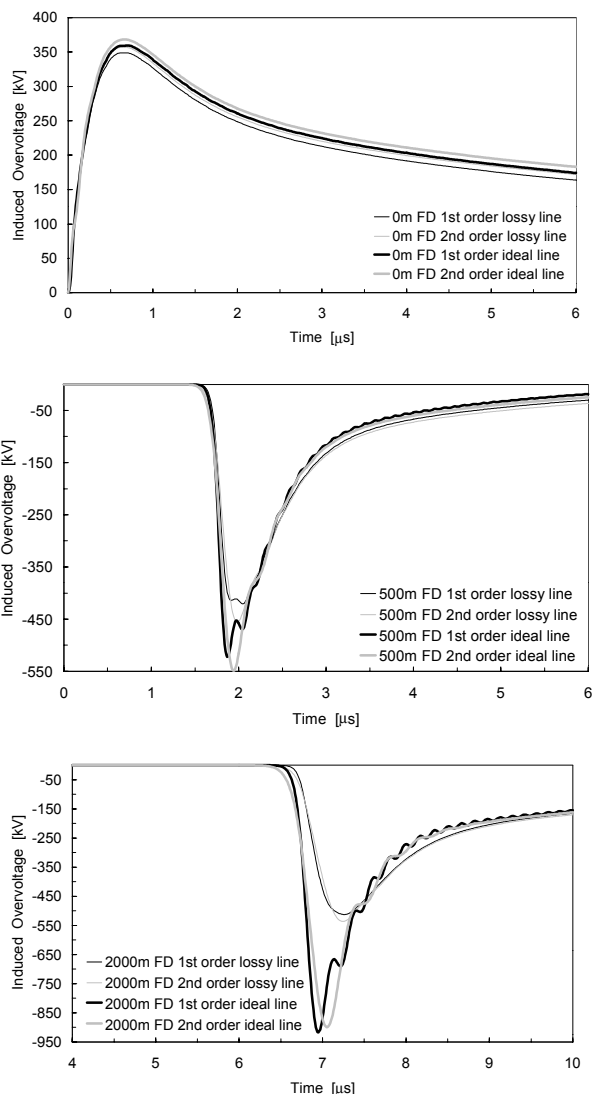 Induced Overvoltage [kV]
400
350
300
250
200
150
100
50
0
0m FD 1st order lossy line
0m FD 2nd order lossy line
0m FD 1st order ideal line
0m FD 2nd order ideal line
0 1 2 3 4 5 6
Time [μs]
Induced Overvoltage [kV]
-50
-150
-250
-350
-450
-550
500m FD 1st order lossy line
500m FD 2nd order lossy line
500m FD 1st order ideal line
500m FD 2nd order ideal line
0 1 2 3 4 5 6
Time [μs]
Induced Overvoltage [kV]
-50
-150
-250
-350
-450
-550
-650
-750
-850
-950
2000m FD 1st order lossy line
2000m FD 2nd order lossy line
2000m FD 1st order ideal line
2000m FD 2nd order ideal line
4 5 6 7 8 9 10
Time [μs]